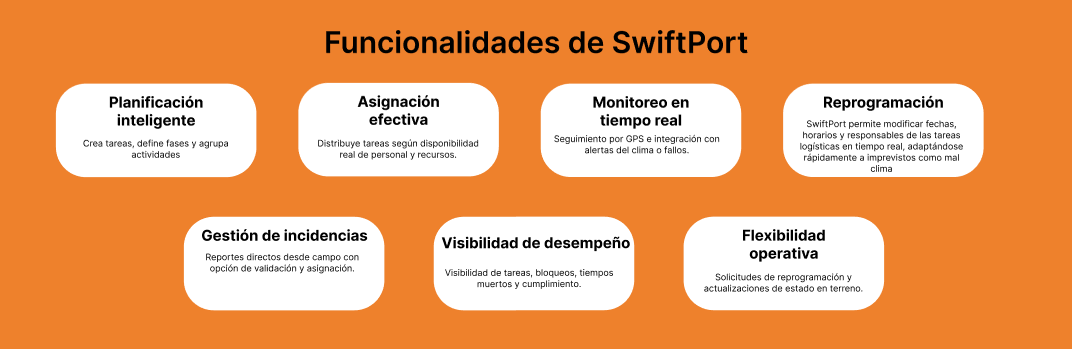 Funcionalidades de SwiftPort
Planificación
inteligente
Crea tareas, define fases y agrupa
actividades
Asignación
efectiva
Distribuye tareas según disponibilidad
real de personal y recursos.
Monitoreo en
tiempo real
Seguimiento por GPS e integración con
alertas del clima o fallos.
Reprogramación
SwiftPort permite modificar fechas,
horarios y responsables de las tareas
logísticas en tiempo real, adaptándose
rápidamente a imprevistos como mal
clima
Gestión de incidencias
Reportes directos desde campo con
opción de validación y asignación.
Visibilidad de desempeño
Visibilidad de tareas, bloqueos, tiempos
muertos y cumplimiento.
Flexibilidad
operativa
Solicitudes de reprogramación y
actualizaciones de estado en terreno.